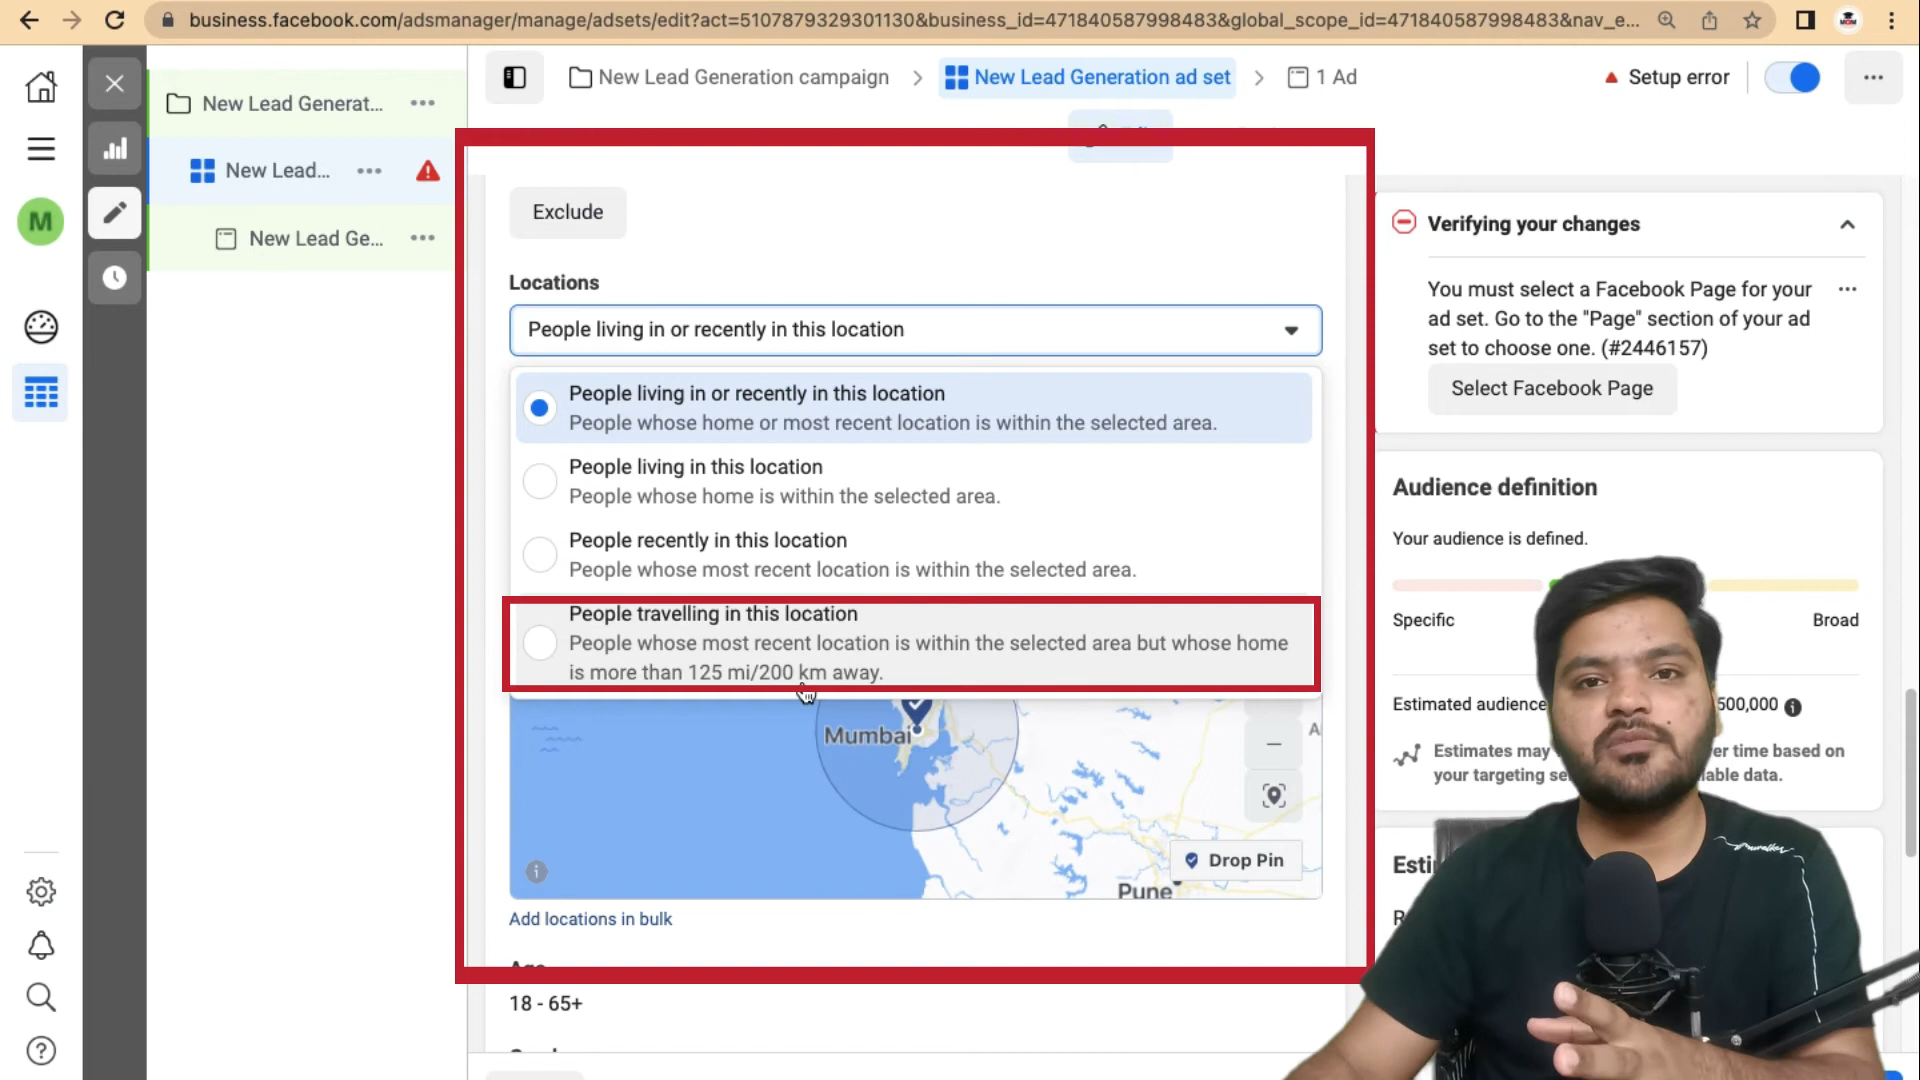 business.facebook.com/adsmanager/manage/adsets/edit?act=5107879329301130&business_id=471840587998483&global_scope_id=471840587998483&nav_e...
New Lead Generation campaign
New Lead Generation ad set
1 Ad
Setup error
New Lead Generat...
New Lead...
New Lead Ge...
M
Exclude
Locations
People living in or recently in this location
People living in or recently in this location
People whose home or most recent location is within the selected area.
People living in this location
People whose home is within the selected area.
People recently in this location
People whose most recent location is within the selected area.
People travelling in this location
People whose most recent location is within the selected area but whose home
is more than 125 mi/200 km away.
Mumbai
Drop Pin
Pune
Add locations in bulk
Age
18 - 65+
Verifying your changes
You must select a Facebook Page for your
ad set. Go to the "Page" section of your ad
set to choose one. (#2446157)
Select Facebook Page
Audience definition
Your audience is defined.
Specific
Broad
Estimated audience
500,000
Estimates may
er time based on
your targeting se
lable data.
Esti